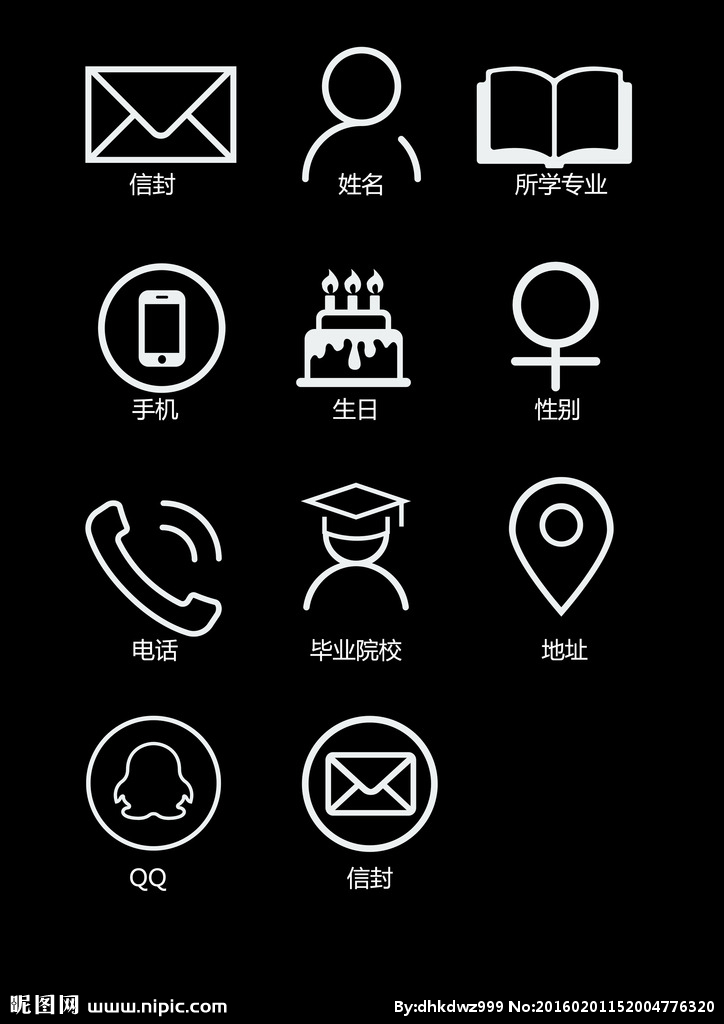 信封
姓名
所学专业
手机
生日
性别
电话
毕业院校
地址
QQ
信封
昵图网 www.nipic.com
By:dhkdwz999 No:20160201152004776320